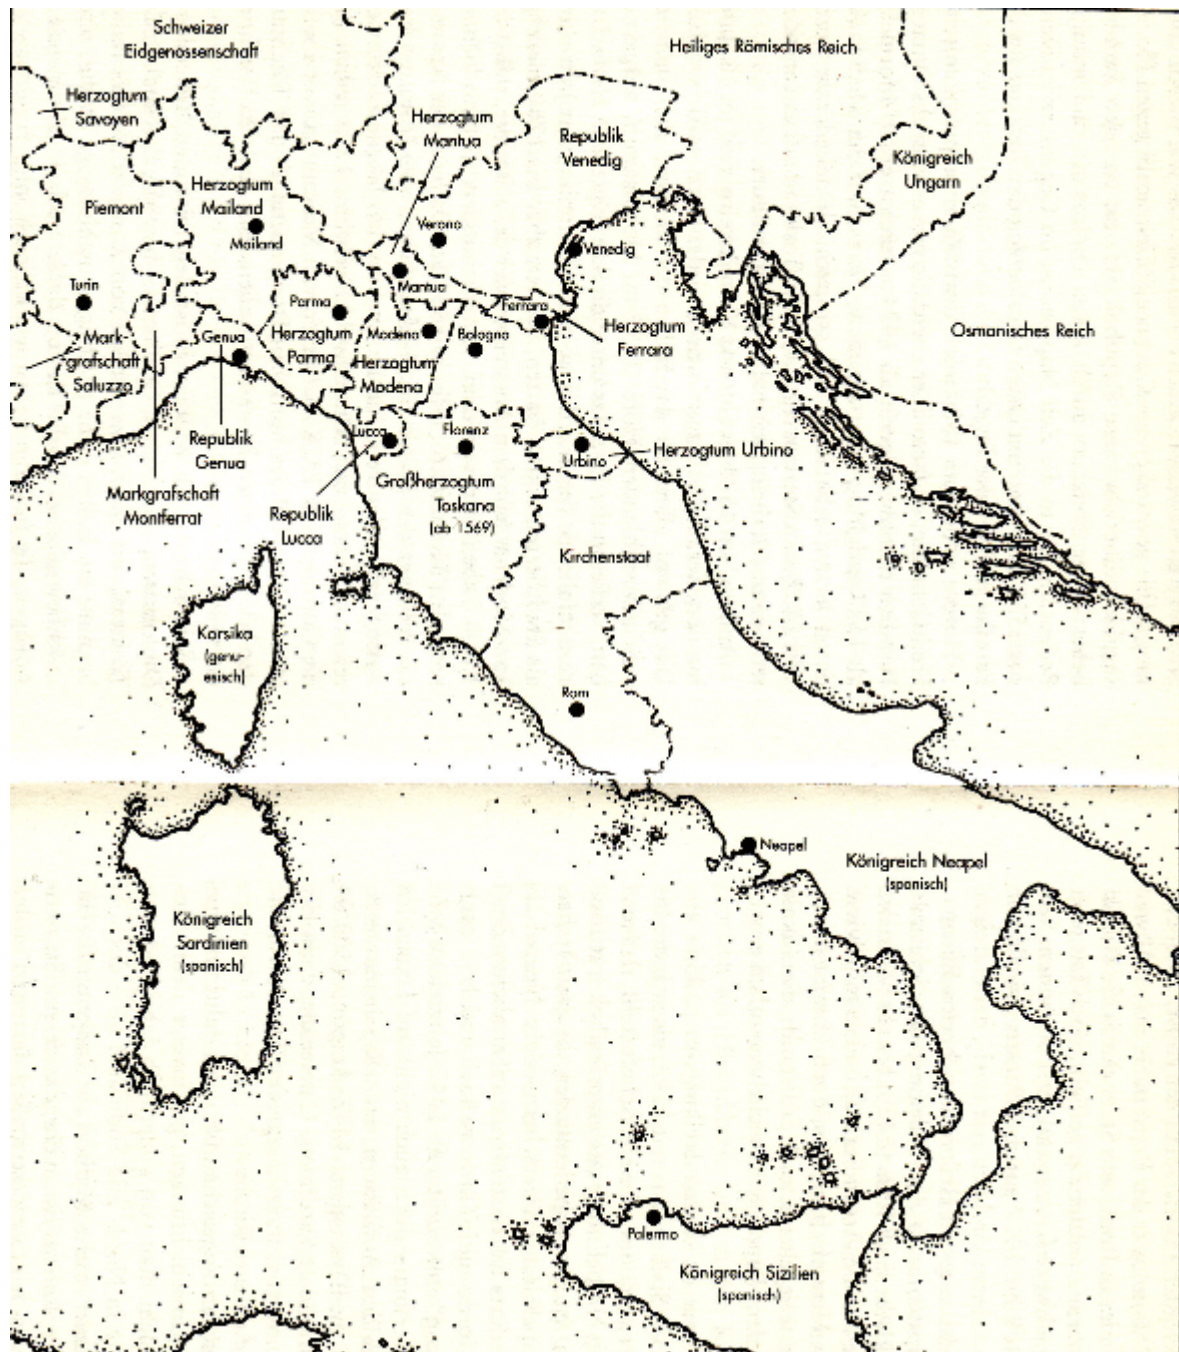 Schweizer
Eidgenossenschaft
Heiliges Römisches Reich
Herzogtum
Savoyen
Herzogtum
Mantua
Republik
Venedig
Königreich
Ungarn
Piemont
Herzogtum
Mailand
Mailand
Verona
Venedig
Turin
Mantua
Parma
Herzogtum
Parma
Modena
Herzogtum
Modena
Bologna
Ferrara
Herzogtum
Ferrara
Osmanisches Reich
Mark-
grafschaft
Saluzzo
Genua
Republik
Genua
Markgrafschaft
Montferrat
Lucca
Republik
Lucca
Florenz
Großherzogtum
Toskana
(ab 1569)
Urbino
Herzogtum Urbino
Kirchenstaat
Korsika
(genu-
esisch)
Rom
Neapel
Königreich Neapel
(spanisch)
Königreich
Sardinien
(spanisch)
Palermo
Königreich Sizilien
(spanisch)